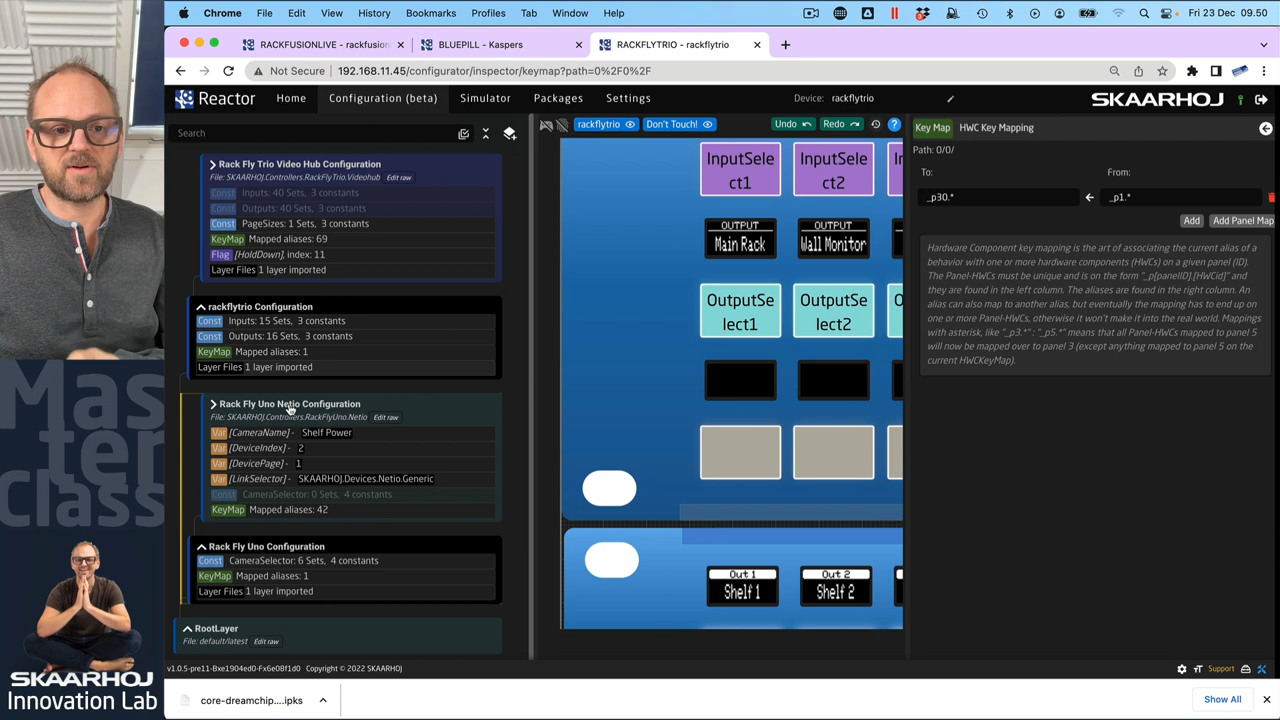 Chrome File Edit View History Bookmarks Profiles Tab Window Help Fri 23 Dec 09.50
RACKFUSIONLIVE - rackfusion × BLUEPILL - Kaspers × RACKFLYTRIO - rackflytrio × +
Not Secure 192.168.11.45/configurator/inspector/keymap?path=0%2F0%2F
Reactor Home Configuration (beta) Simulator Packages Settings Device: rackflytrio SKAARHOJ
Search
rackflytrio Don't Touch! Undo Redo ?
Key Map HWC Key Mapping
Path: 0/0/
To: From:
_p30.* _p1.*
Add Add Panel Map
Hardware Component key mapping is the art of associating the current alias of a
behavior with one or more hardware components (HWCs) on a given panel (ID).
The Panel-HWCs must be unique and is on the form "_p[panelID].[HWCid]" and
they are found in the left column. The aliases are found in the right column. An
alias can also map to another alias, but eventually the mapping has to end up on
one or more Panel-HWCs, otherwise it won't make it into the real world. Mappings
with asterisk, like "_p3.*" : "_p5.*" means that all Panel-HWCs mapped to panel 5
will now be mapped over to panel 3 (except anything mapped to panel 5 on the
current HWCKeyMap).
Rack Fly Trio Video Hub Configuration
File: SKAARHOJ.Controllers.RackFlyTrio.Videohub Edit raw
Const Inputs: 40 Sets, 3 constants
Const Outputs: 40 Sets, 3 constants
Const PageSizes: 1 Sets, 3 constants
KeyMap Mapped aliases: 69
Flag [HoldDown], index: 11
Layer Files 1 layer imported
rackflytrio Configuration
Const Inputs: 15 Sets, 3 constants
Const Outputs: 16 Sets, 3 constants
KeyMap Mapped aliases: 1
Layer Files 1 layer imported
Rack Fly Uno Netio Configuration
File: SKAARHOJ.Controllers.RackFlyUno.Netio Edit raw
Var [CameraName] - Shelf Power
Var [DeviceIndex] - 2
Var [DevicePage] - 1
Var [LinkSelector] - SKAARHOJ.Devices.Netio.Generic
Const CameraSelector: 0 Sets, 4 constants
KeyMap Mapped aliases: 42
Rack Fly Uno Configuration
Const CameraSelector: 6 Sets, 4 constants
KeyMap Mapped aliases: 1
Layer Files 1 layer imported
RootLayer
File: default/latest Edit raw
InputSele
ct1
InputSele
ct2
OUTPUT
Main Rack
OUTPUT
Wall Monitor
OutputSe
lect1
OutputSe
lect2
Out 1
Shelf 1
Out 2
Shelf 2
v1.0.5-pre11-Bxe1904ed0-Fx6e08f1d0 Copyright © 2022 SKAARHOJ
Support
core-dreamchip....ipks
Show All
Mas
ter
Class
SKAARHOJ
Innovation Lab